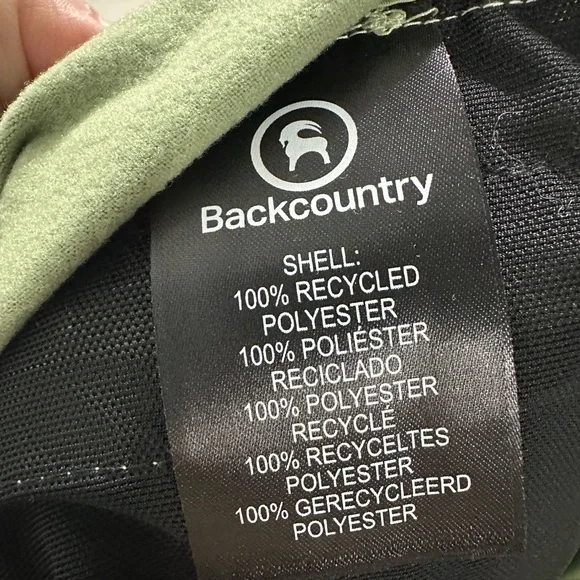 Backcountry
SHELL:
100% RECYCLED
POLYESTER
100% POLIÉSTER
RECICLADO
100% POLYESTER
RECYCLÉ
100% RECYCELTES
POLYESTER
100% GERECYCLEERD
POLYESTER